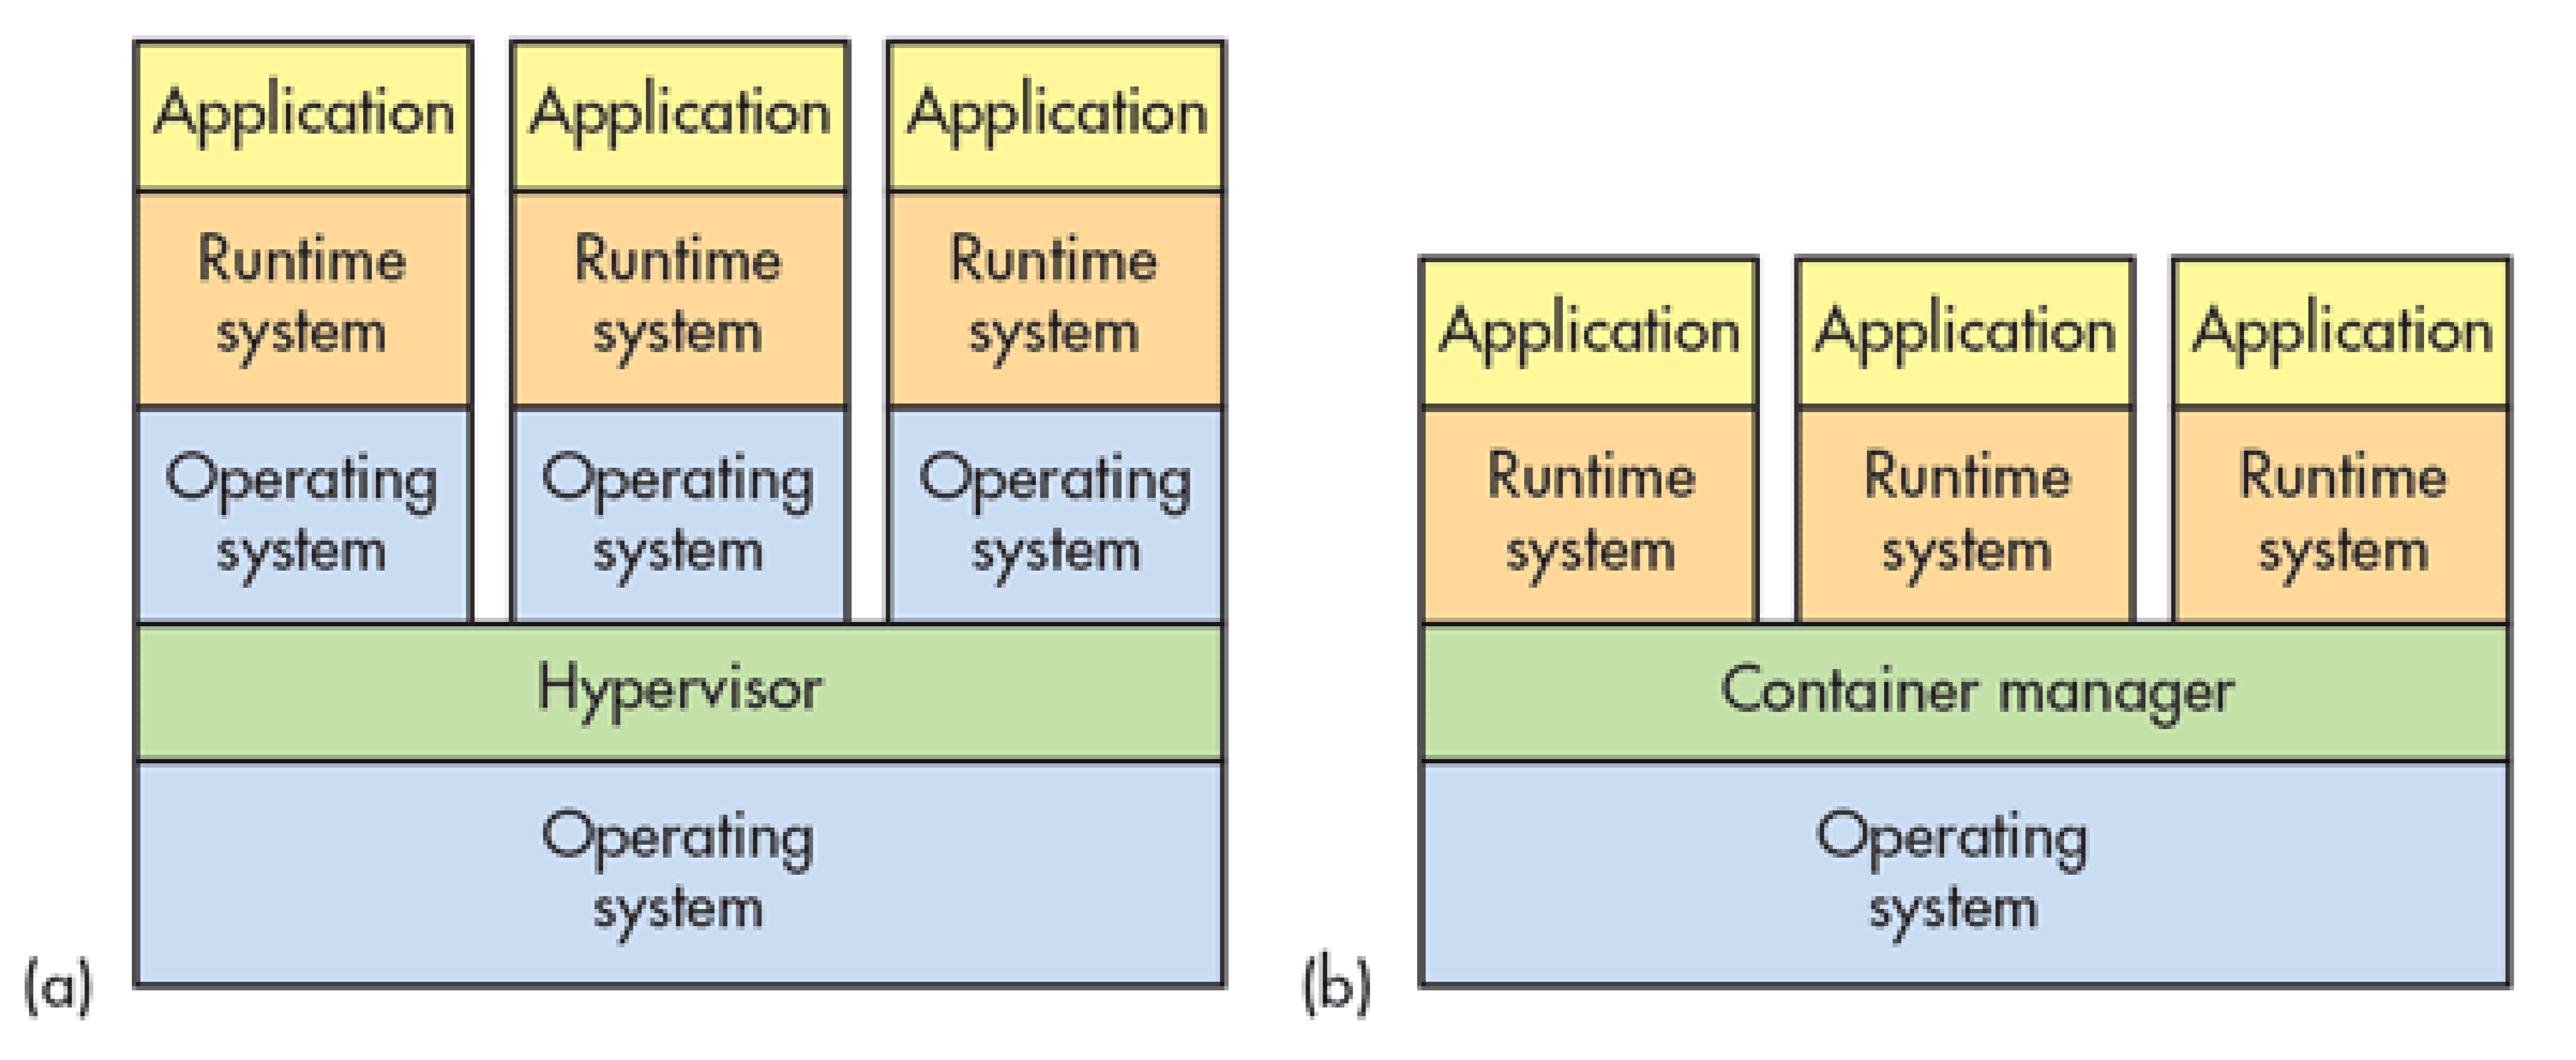 Application
Application
Application
Runtime
system
Runtime
system
Runtime
system
Operating
system
Operating
system
Operating
system
Hypervisor
Operating
system
(a)
Application
Application
Application
Runtime
system
Runtime
system
Runtime
system
Container manager
Operating
system
(b)